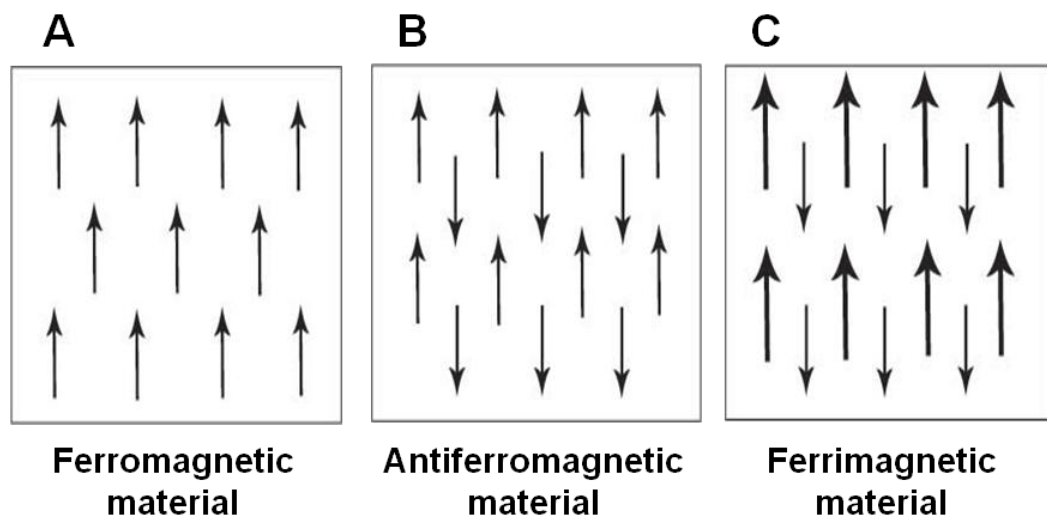 A
B
C
Ferromagnetic
material
Antiferromagnetic
material
Ferrimagnetic
material